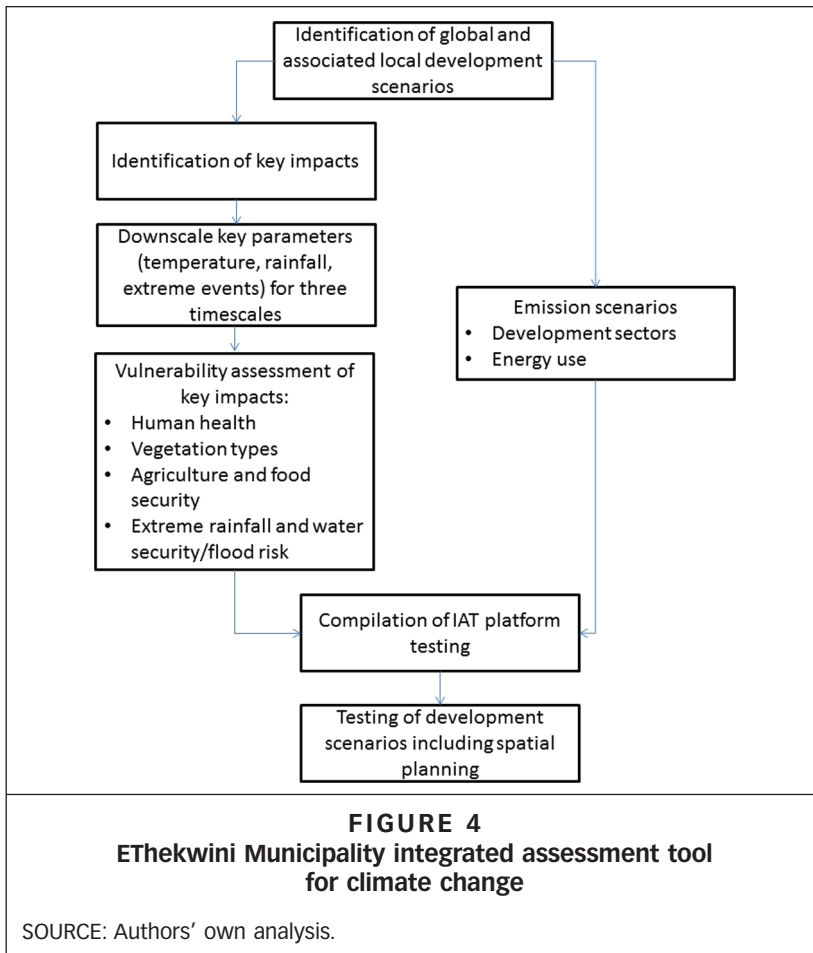 Identification of global and
associated local development
scenarios
Identification of key impacts
Downscale key parameters
(temperature, rainfall,
extreme events) for three
timescales
Emission scenarios
• Development sectors
• Energy use
Vulnerability assessment of
key impacts:
• Human health
• Vegetation types
• Agriculture and food
security
• Extreme rainfall and water
security/flood risk
Compilation of IAT platform
testing
Testing of development
scenarios including spatial
planning
FIGURE 4
EThekwini Municipality integrated assessment tool
for climate change
SOURCE: Authors' own analysis.